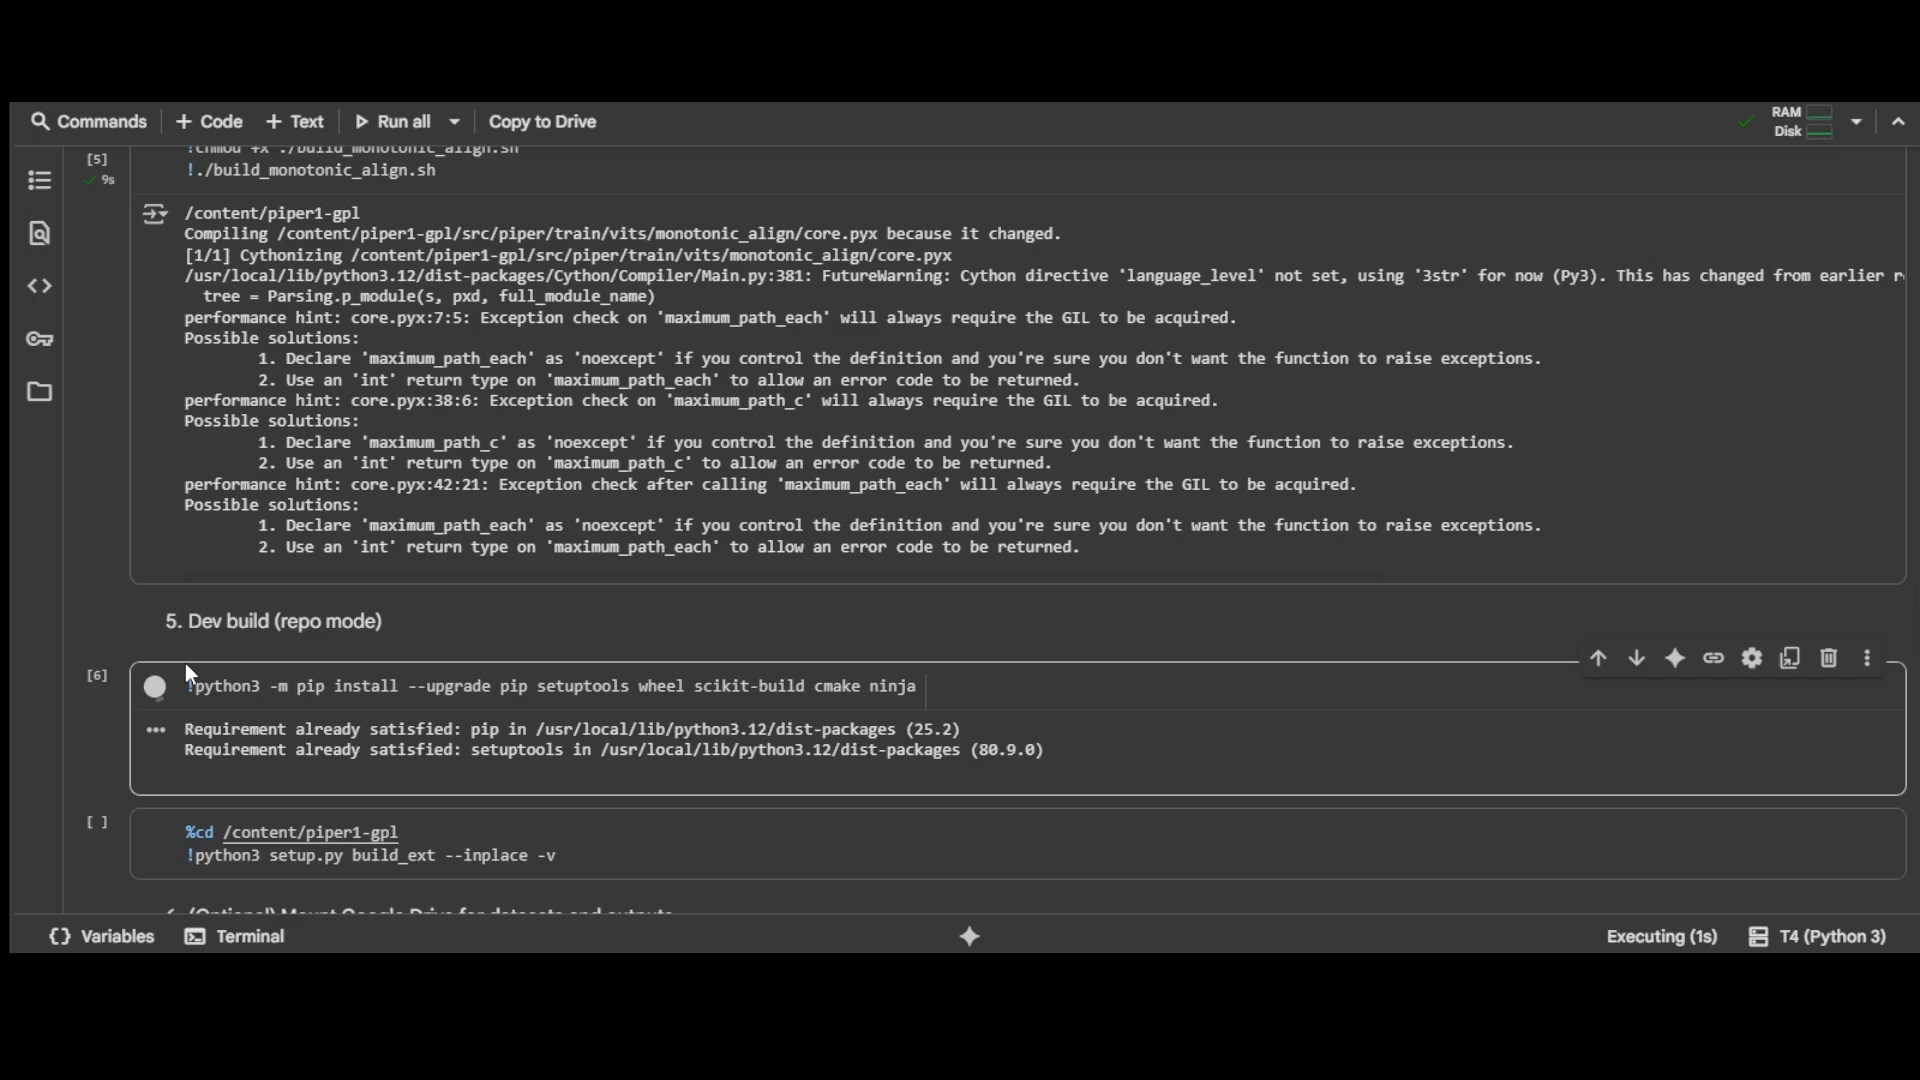 Commands + Code + Text Run all Copy to Drive RAM
Disk
[5] !chmod +x ./build_monotonic_align.sh
9s !./build_monotonic_align.sh
/content/piper1-gpl
Compiling /content/piper1-gpl/src/piper/train/vits/monotonic_align/core.pyx because it changed.
[1/1] Cythonizing /content/piper1-gpl/src/piper/train/vits/monotonic_align/core.pyx
/usr/local/lib/python3.12/dist-packages/Cython/Compiler/Main.py:381: FutureWarning: Cython directive 'language_level' not set, using '3str' for now (Py3). This has changed from earlier
tree = Parsing.p_module(s, pxd, full_module_name)
performance hint: core.pyx:7:5: Exception check on 'maximum_path_each' will always require the GIL to be acquired.
Possible solutions:
1. Declare 'maximum_path_each' as 'noexcept' if you control the definition and you're sure you don't want the function to raise exceptions.
2. Use an 'int' return type on 'maximum_path_each' to allow an error code to be returned.
performance hint: core.pyx:38:6: Exception check on 'maximum_path_c' will always require the GIL to be acquired.
Possible solutions:
1. Declare 'maximum_path_c' as 'noexcept' if you control the definition and you're sure you don't want the function to raise exceptions.
2. Use an 'int' return type on 'maximum_path_c' to allow an error code to be returned.
performance hint: core.pyx:42:21: Exception check after calling 'maximum_path_each' will always require the GIL to be acquired.
Possible solutions:
1. Declare 'maximum_path_each' as 'noexcept' if you control the definition and you're sure you don't want the function to raise exceptions.
2. Use an 'int' return type on 'maximum_path_each' to allow an error code to be returned.
5. Dev build (repo mode)
[6] !python3 -m pip install --upgrade pip setuptools wheel scikit-build cmake ninja
Requirement already satisfied: pip in /usr/local/lib/python3.12/dist-packages (25.2)
Requirement already satisfied: setuptools in /usr/local/lib/python3.12/dist-packages (80.9.0)
[ ] %cd /content/piper1-gpl
!python3 setup.py build_ext --inplace -v
(Optional) Mount Google Drive for datasets and outputs
{} Variables Terminal Executing (1s) T4 (Python 3)